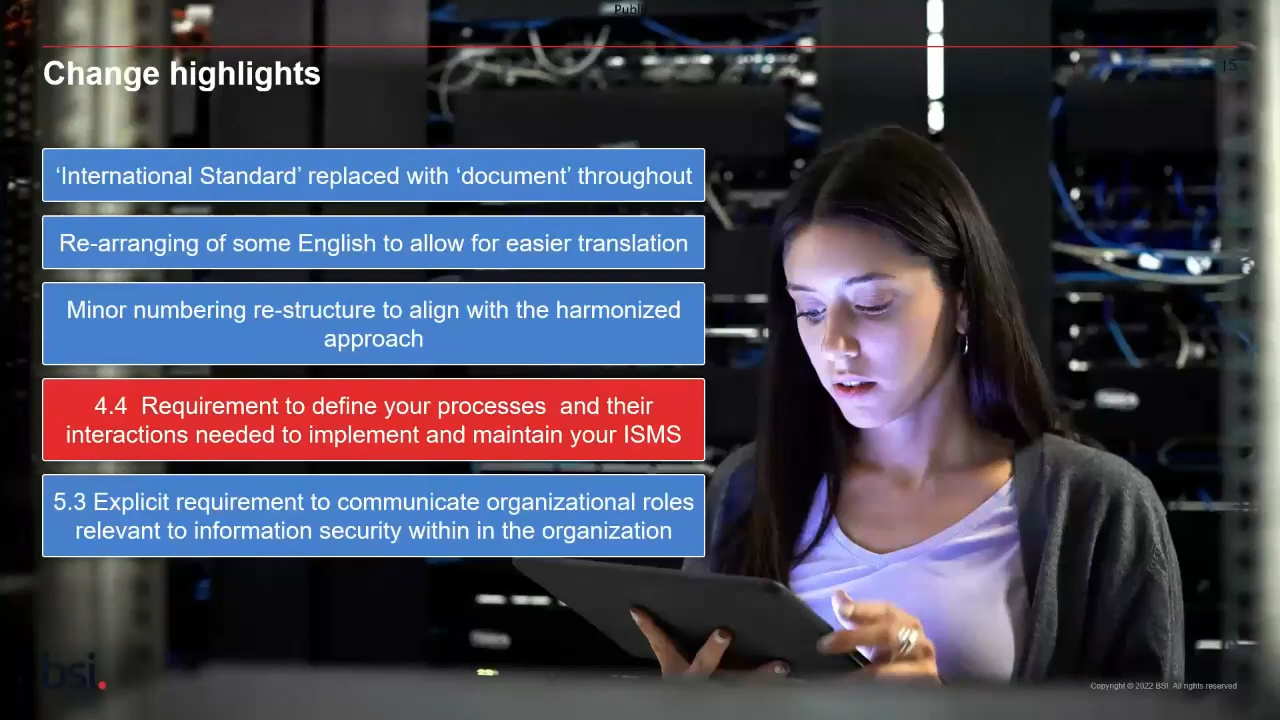 Publi
15
Change highlights
‘International Standard’ replaced with ‘document’ throughout
Re-arranging of some English to allow for easier translation
Minor numbering re-structure to align with the harmonized
approach
4.4  Requirement to define your processes  and their
interactions needed to implement and maintain your ISMS
5.3 Explicit requirement to communicate organizational roles
relevant to information security within in the organization
bsi.
Copyright © 2022 BSI. All rights reserved